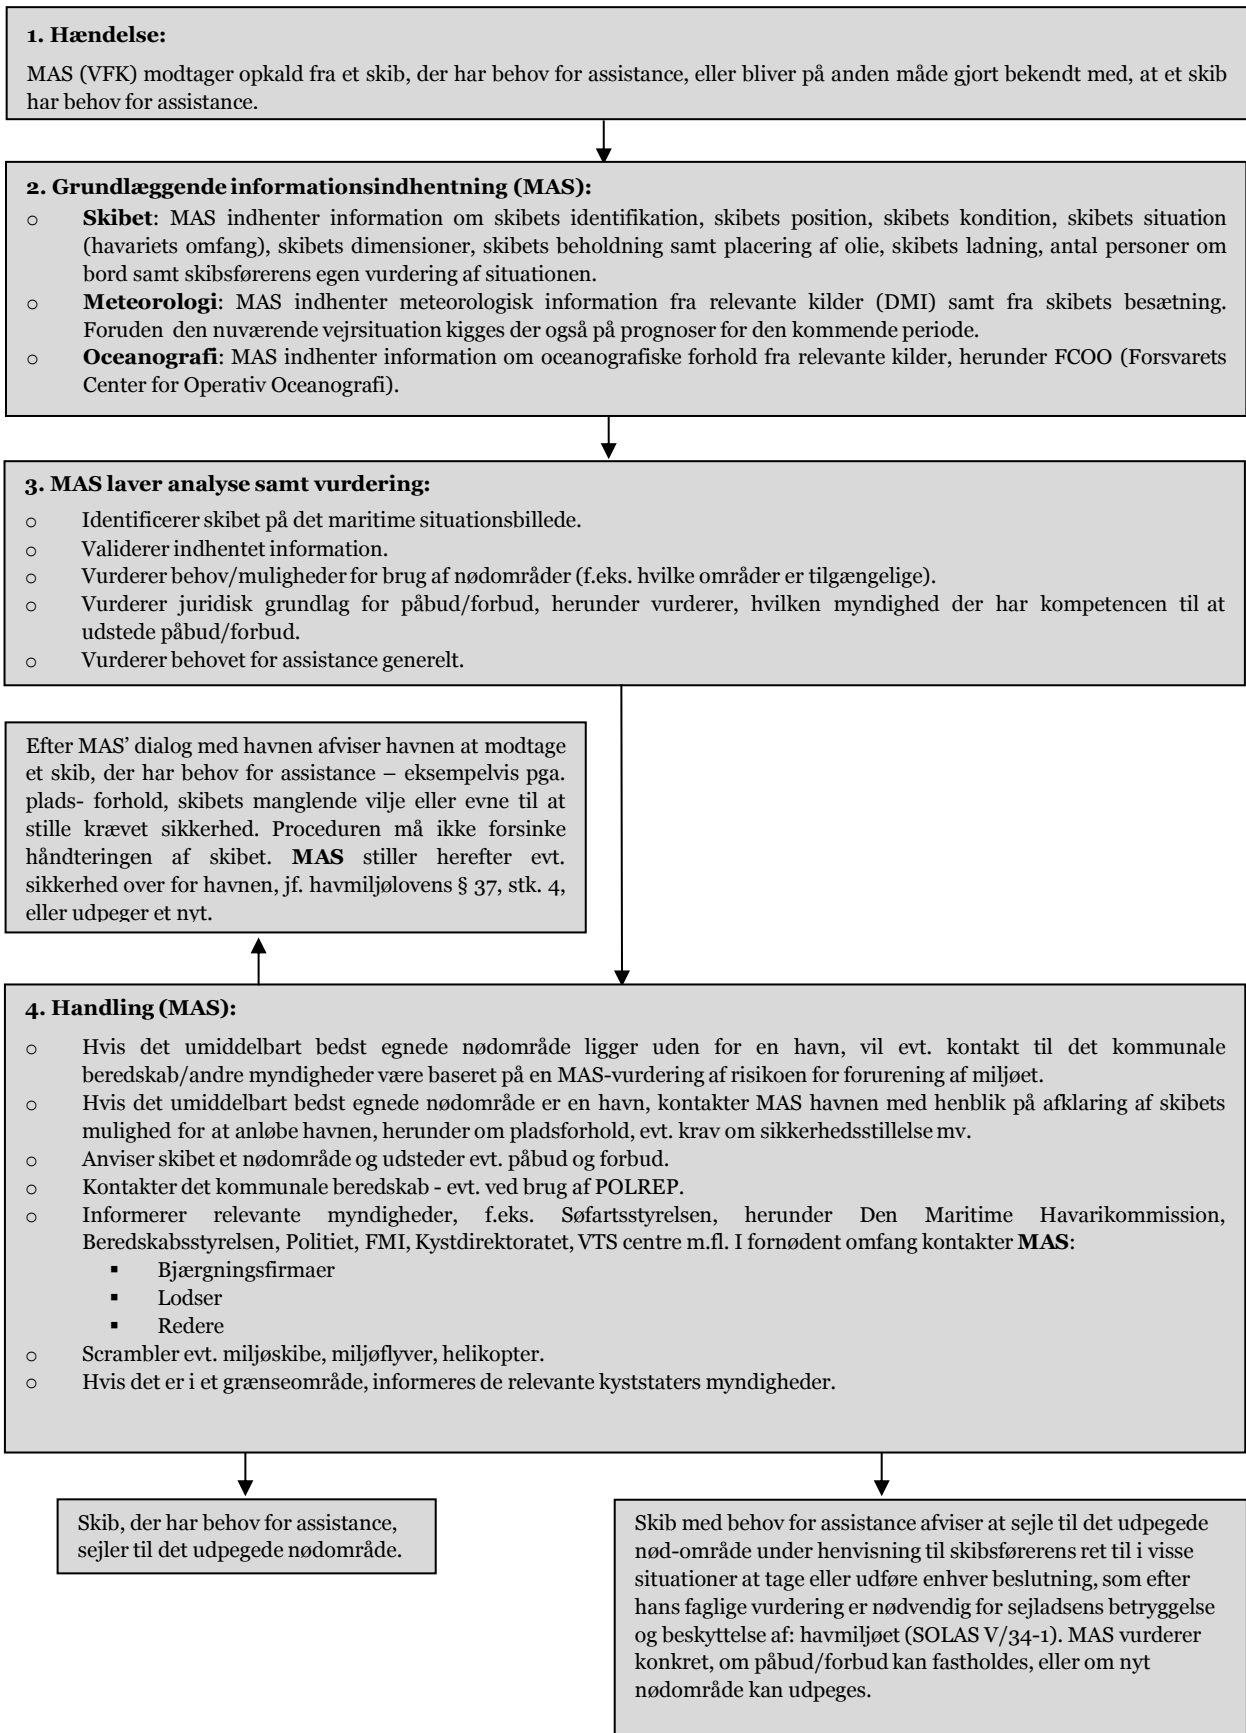 1. Hændelse:
MAS (VFK) modtager opkald fra et skib, der har behov for assistance, eller bliver på anden måde gjort bekendt med, at et skib
har behov for assistance.
2. Grundlæggende informationsindhentning (MAS):
o Skibet: MAS indhenter information om skibets identifikation, skibets position, skibets kondition, skibets situation
(havariets omfang), skibets dimensioner, skibets beholdning samt placering af olie, skibets ladning, antal personer om
bord samt skibsførerens egen vurdering af situationen.
o Meteorologi: MAS indhenter meteorologisk information fra relevante kilder (DMI) samt fra skibets besætning.
Foruden den nuværende vejrsituation kigges der også på prognoser for den kommende periode.
o Oceanografi: MAS indhenter information om oceanografiske forhold fra relevante kilder, herunder FCOO (Forsvarets
Center for Operativ Oceanografi).
3. MAS laver analyse samt vurdering:
o Identificerer skibet på det maritime situationsbillede.
o Validerer indhentet information.
o Vurderer behov/muligheder for brug af nødområder (f.eks. hvilke områder er tilgængelige).
o Vurderer juridisk grundlag for påbud/forbud, herunder vurderer, hvilken myndighed der har kompetencen til at
udstede påbud/forbud.
o Vurderer behovet for assistance generelt.
Efter MAS’ dialog med havnen afviser havnen at modtage
et skib, der har behov for assistance – eksempelvis pga.
plads- forhold, skibets manglende vilje eller evne til at
stille krævet sikkerhed. Proceduren må ikke forsinke
håndteringen af skibet. MAS stiller herefter evt.
sikkerhed over for havnen, jf. havmiljølovens § 37, stk. 4,
eller udpeger et nyt.
4. Handling (MAS):
o Hvis det umiddelbart bedst egnede nødområde ligger uden for en havn, vil evt. kontakt til det kommunale
beredskab/andre myndigheder være baseret på en MAS-vurdering af risikoen for forurening af miljøet.
o Hvis det umiddelbart bedst egnede nødområde er en havn, kontakter MAS havnen med henblik på afklaring af skibets
mulighed for at anløbe havnen, herunder om pladsforhold, evt. krav om sikkerhedsstillelse mv.
o Anviser skibet et nødområde og udsteder evt. påbud og forbud.
o Kontakter det kommunale beredskab - evt. ved brug af POLREP.
o Informerer relevante myndigheder, f.eks. Søfartsstyrelsen, herunder Den Maritime Havarikommission,
Beredskabsstyrelsen, Politiet, FMI, Kystdirektoratet, VTS centre m.fl. I fornødent omfang kontakter MAS:
▪ Bjærgningsfirmaer
▪ Lodser
▪ Redere
o Scrambler evt. miljøskibe, miljøflyver, helikopter.
o Hvis det er i et grænseområde, informeres de relevante kyststaters myndigheder.
Skib, der har behov for assistance,
sejler til det udpegede nødområde.
Skib med behov for assistance afviser at sejle til det udpegede
nød-område under henvisning til skibsførerens ret til i visse
situationer at tage eller udføre enhver beslutning, som efter
hans faglige vurdering er nødvendig for sejladsens betryggelse
og beskyttelse af: havmiljøet (SOLAS V/34-1). MAS vurderer
konkret, om påbud/forbud kan fastholdes, eller om nyt
nødområde kan udpeges.